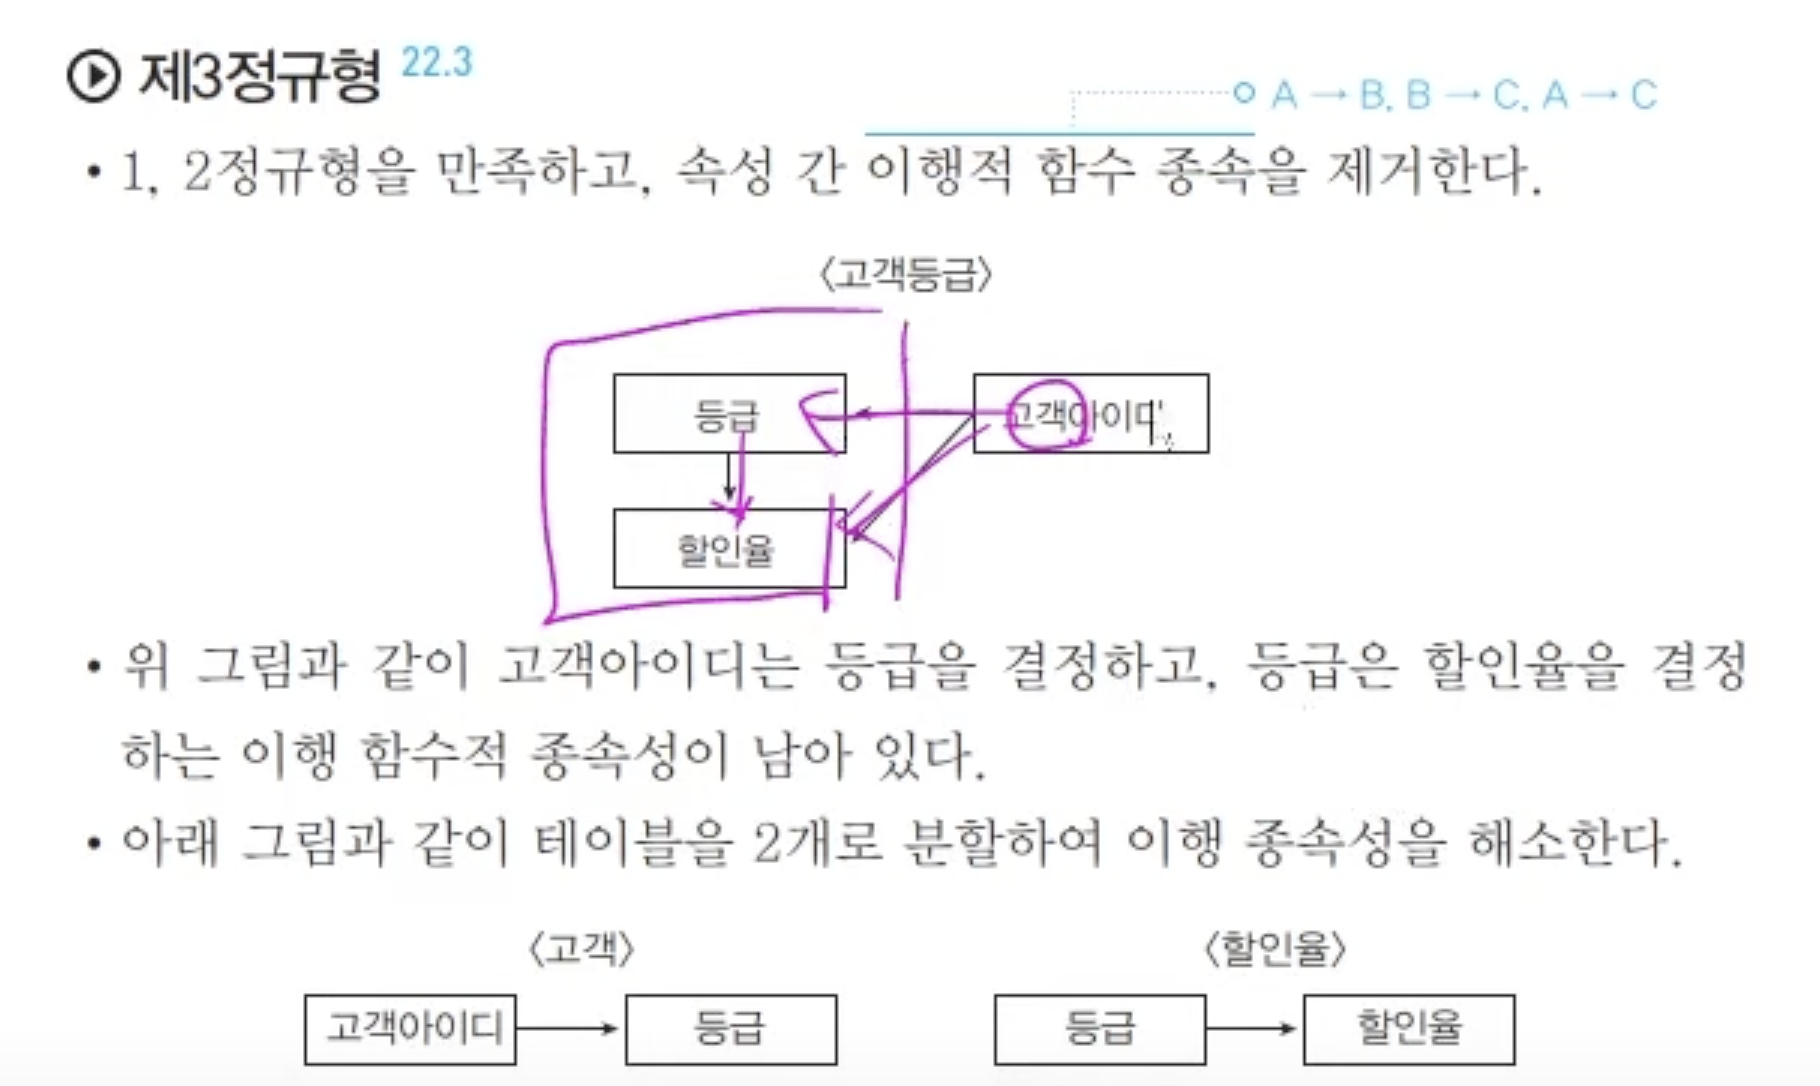 제3정규형 22.3
A → B, B → C, A → C
• 1, 2정규형을 만족하고, 속성 간 이행적 함수 종속을 제거한다.
〈고객등급〉
등급
고객아이디
할인율
• 위 그림과 같이 고객아이디는 등급을 결정하고, 등급은 할인율을 결정
하는 이행 함수적 종속성이 남아 있다.
• 아래 그림과 같이 테이블을 2개로 분할하여 이행 종속성을 해소한다.
〈고객〉
〈할인율〉
고객아이디 → 등급
등급 → 할인율